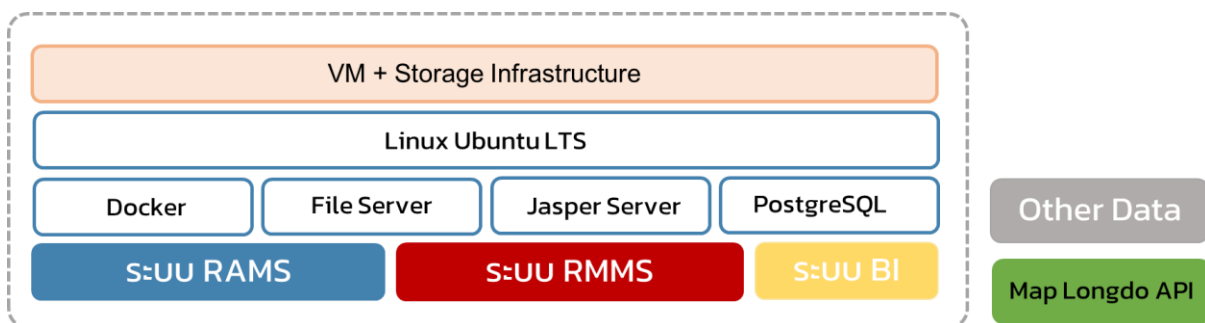 VM + Storage Infrastructure
Linux Ubuntu LTS
Docker
File Server
Jasper Server
PostgreSQL
ระบบ RAMS
ระบบ RMMS
ระบบ BI
Other Data
Map Longdo API